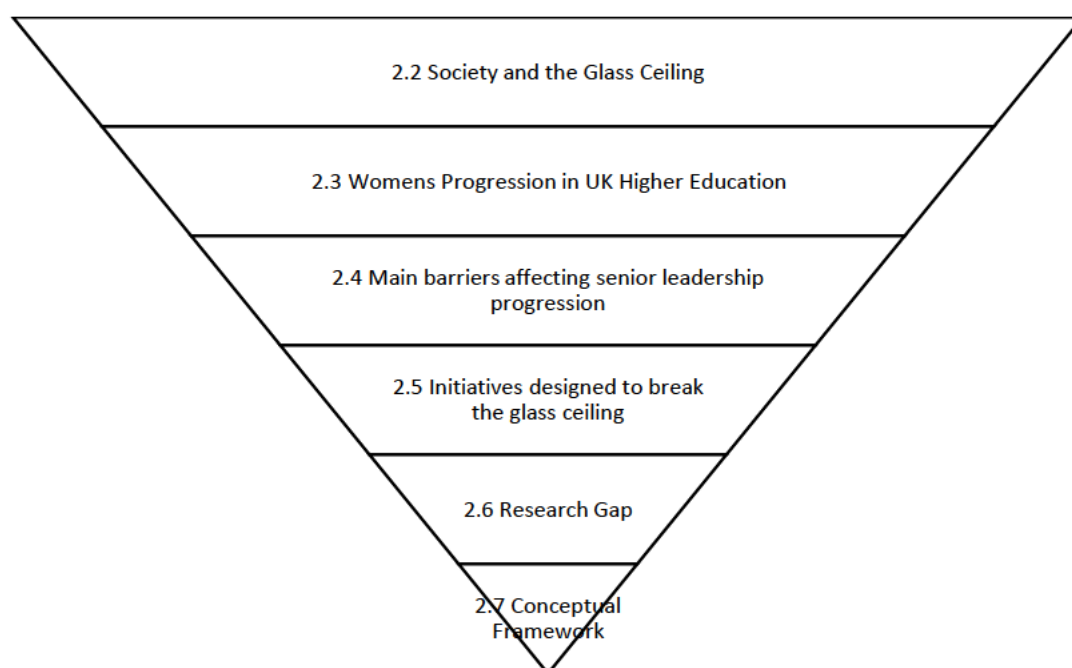 2.2 Society and the Glass Ceiling
2.3 Womens Progression in UK Higher Education
2.4 Main barriers affecting senior leadership
progression
2.5 Initiatives designed to break
the glass ceiling
2.6 Research Gap
2.7 Conceptual
Framework